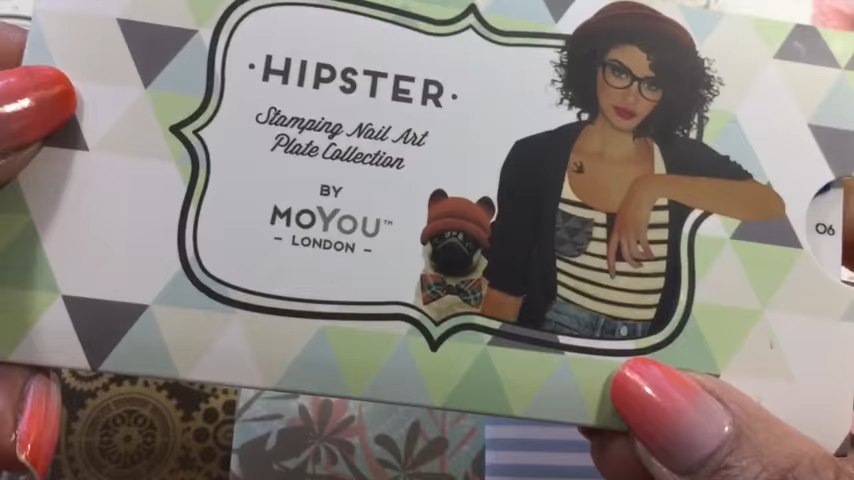 ·HIPSTER·
Stamping Nail Art
Plate Collection
BY
MOYOU™
– LONDON –
06